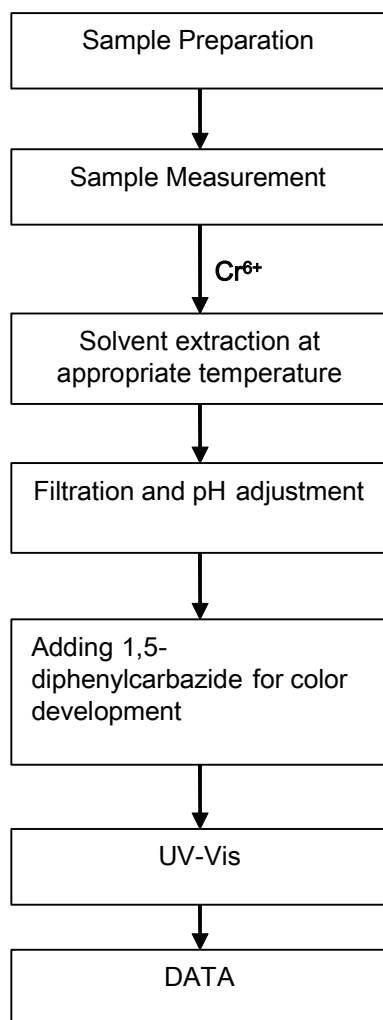 Sample Preparation
Sample Measurement
Cr⁶⁺
Solvent extraction at
appropriate temperature
Filtration and pH adjustment
Adding 1,5-
diphenylcarbazide for color
development
UV-Vis
DATA